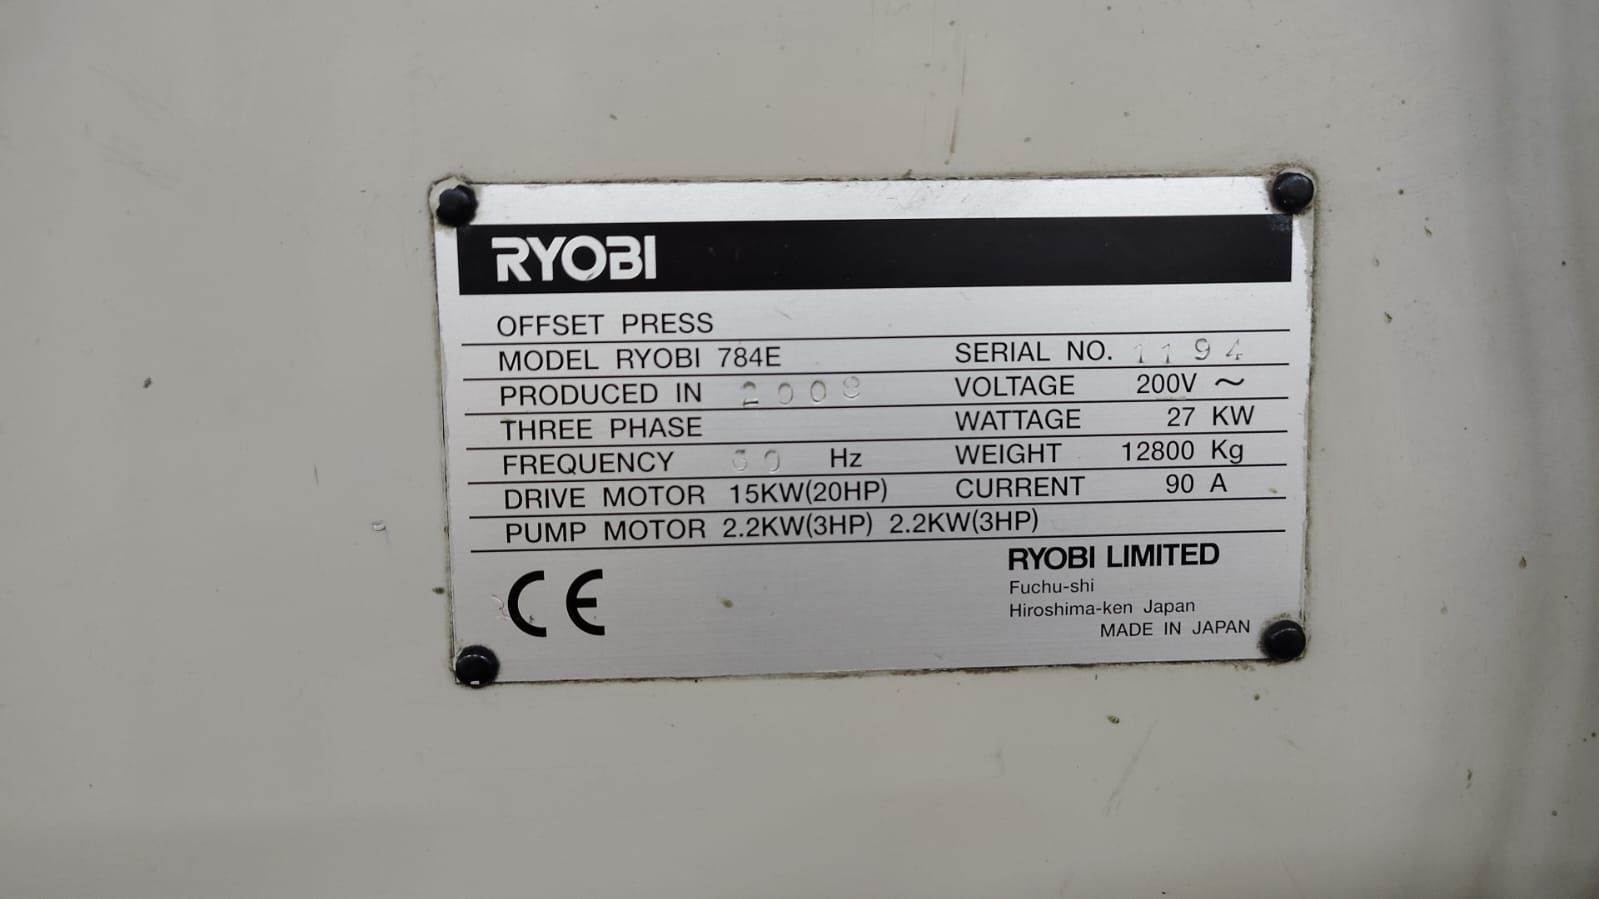 RYOBI
OFFSET PRESS
MODEL RYOBI 784E SERIAL NO. 1194
PRODUCED IN VOLTAGE 200V ~
THREE PHASE WATTAGE 27 KW
FREQUENCY Hz WEIGHT 12800 Kg
DRIVE MOTOR 15KW(20HP) CURRENT 90 A
PUMP MOTOR 2.2KW(3HP) 2.2KW(3HP)
CE
RYOBI LIMITED
Fuchu-shi
Hiroshima-ken Japan
MADE IN JAPAN